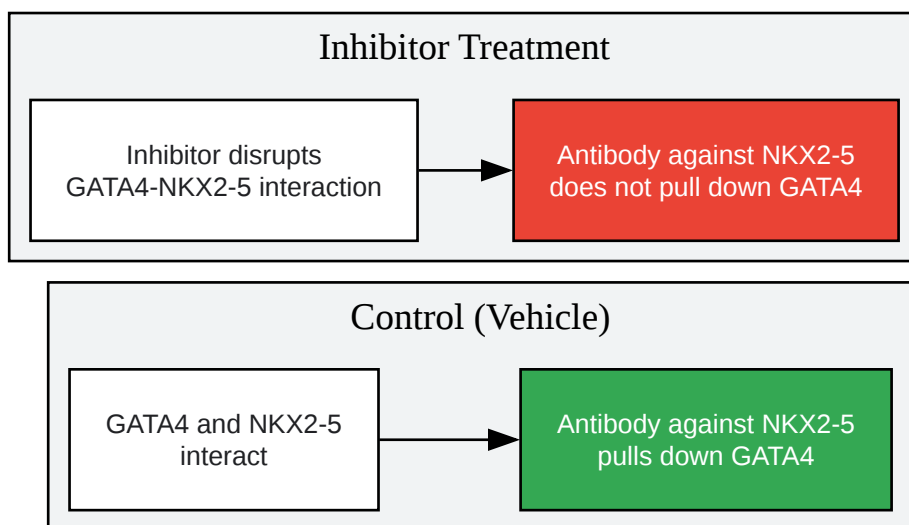 Inhibitor Treatment
Inhibitor disrupts
GATA4-NKX2-5 interaction
Antibody against NKX2-5
does not pull down GATA4
Control (Vehicle)
GATA4 and NKX2-5
interact
Antibody against NKX2-5
pulls down GATA4